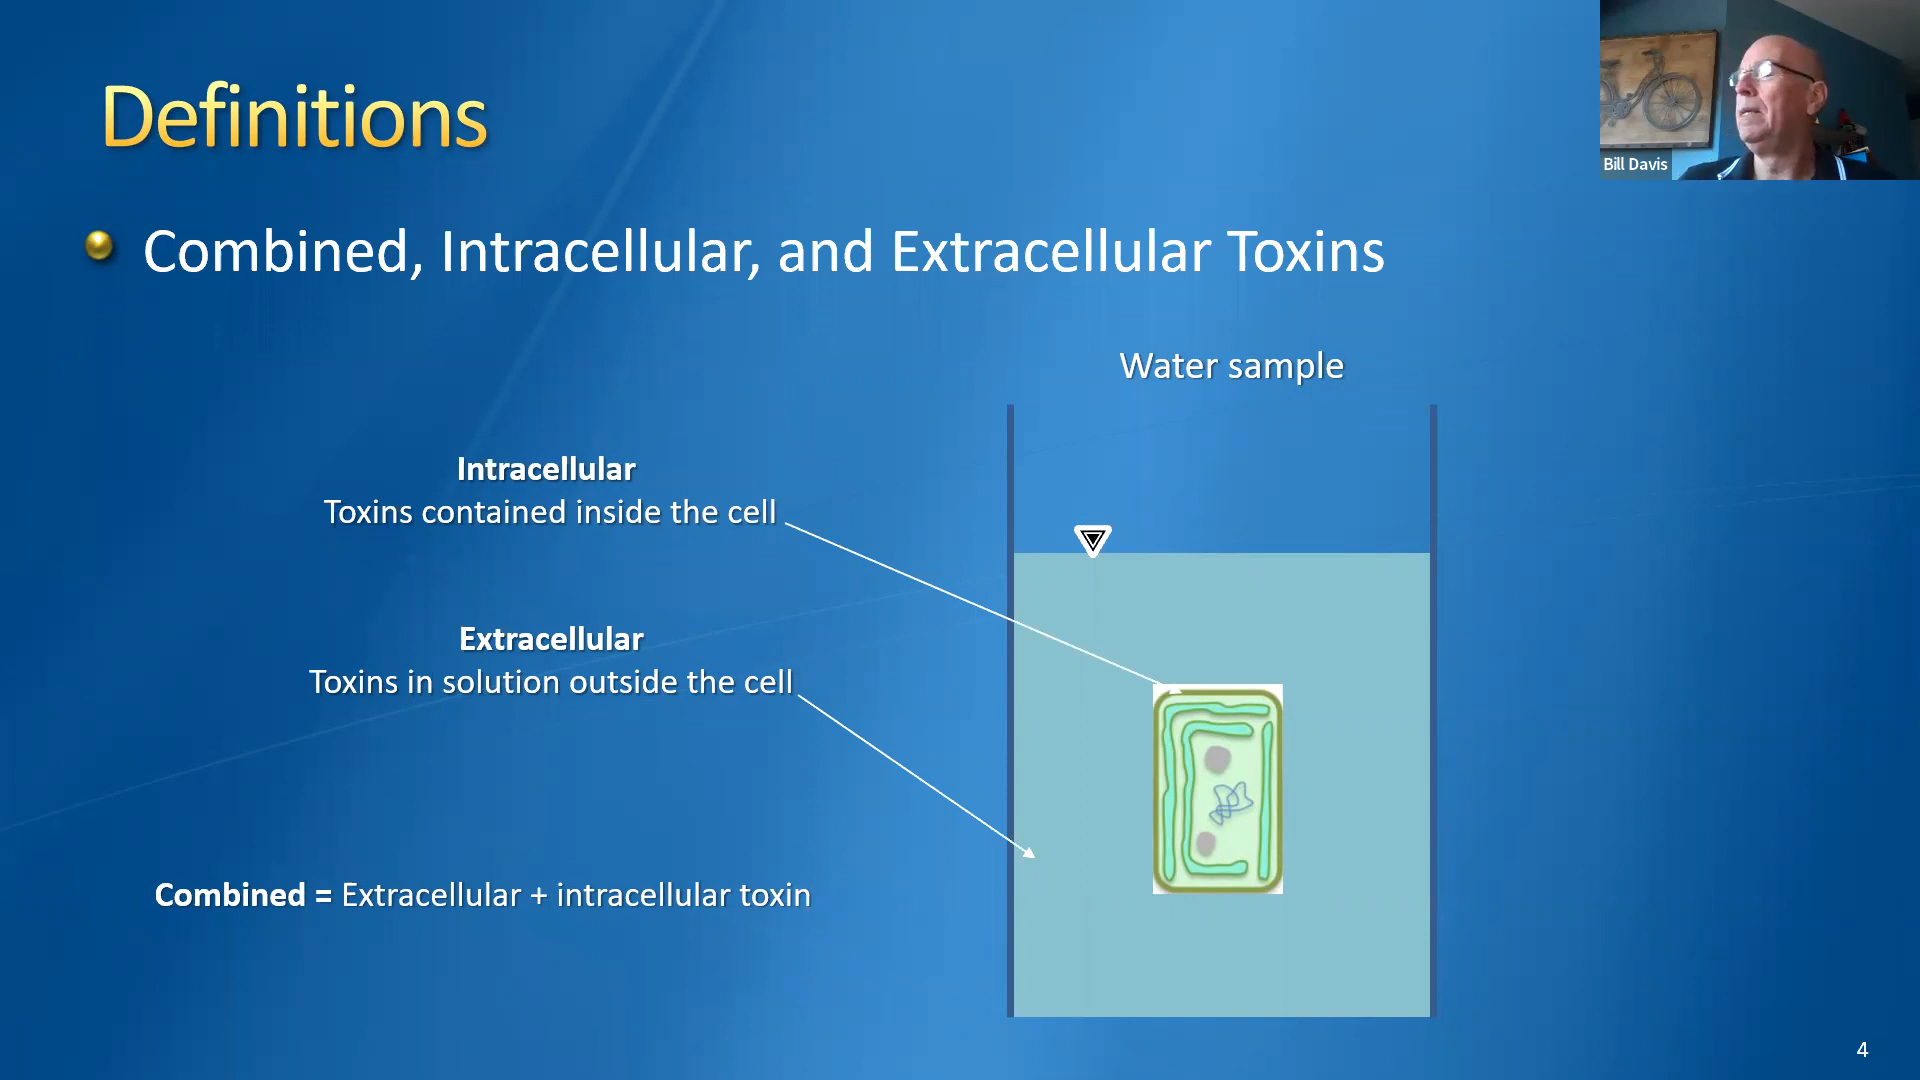 Definitions
Bill Davis
Combined, Intracellular, and Extracellular Toxins
Water sample
Intracellular
Toxins contained inside the cell
Extracellular
Toxins in solution outside the cell
Combined = Extracellular + intracellular toxin
4